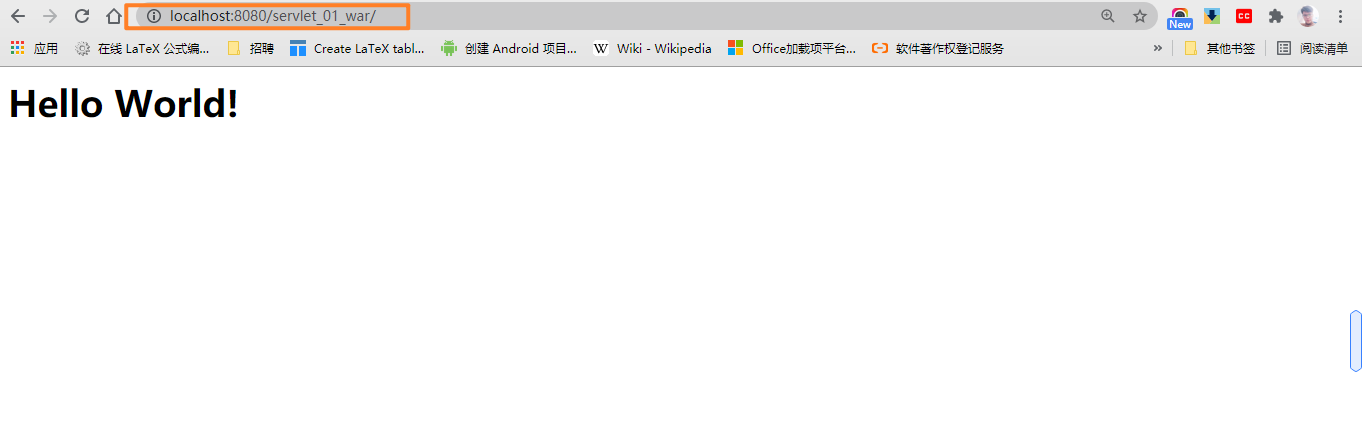 localhost:8080/servlet_01_war/
New
CC
应用 在线 LaTeX 公式编... 招聘 Create LaTeX tabl... 创建 Android 项目... W Wiki - Wikipedia Office加载项平台... 软件著作权登记服务 » 其他书签 阅读清单
Hello World!